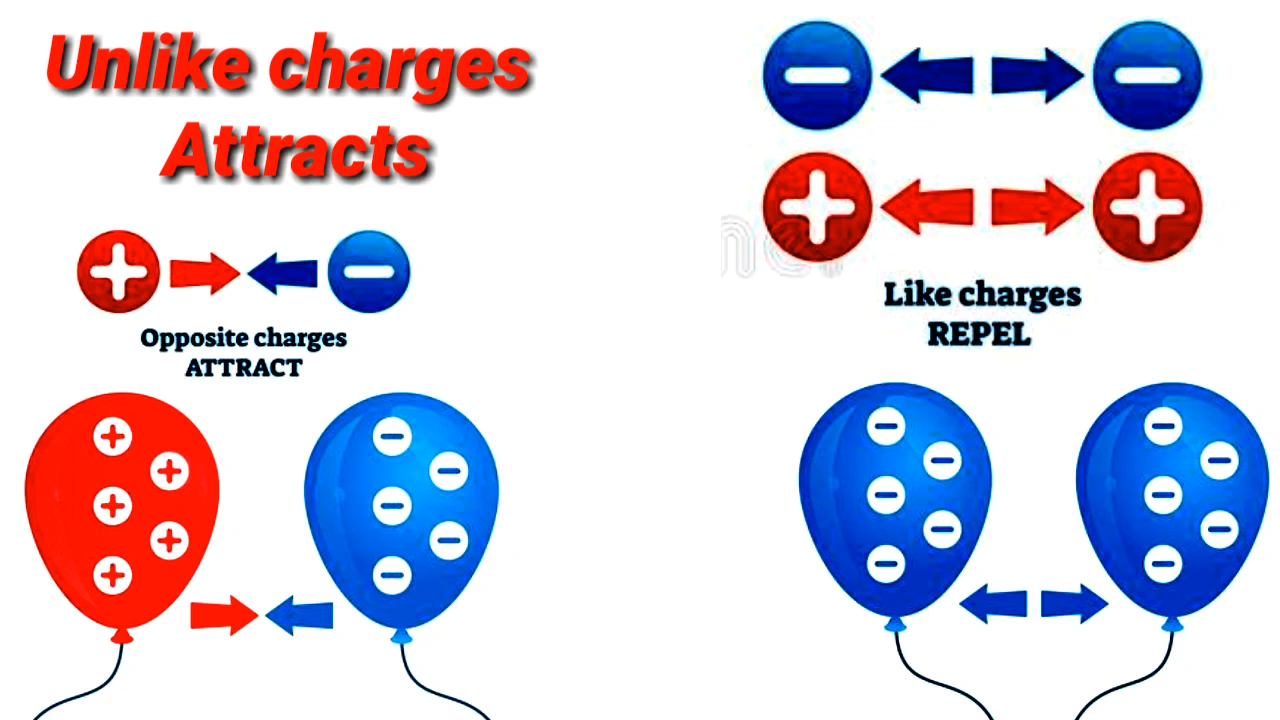 Unlike charges
Attracts
Opposite charges
ATTRACT
Like charges
REPEL